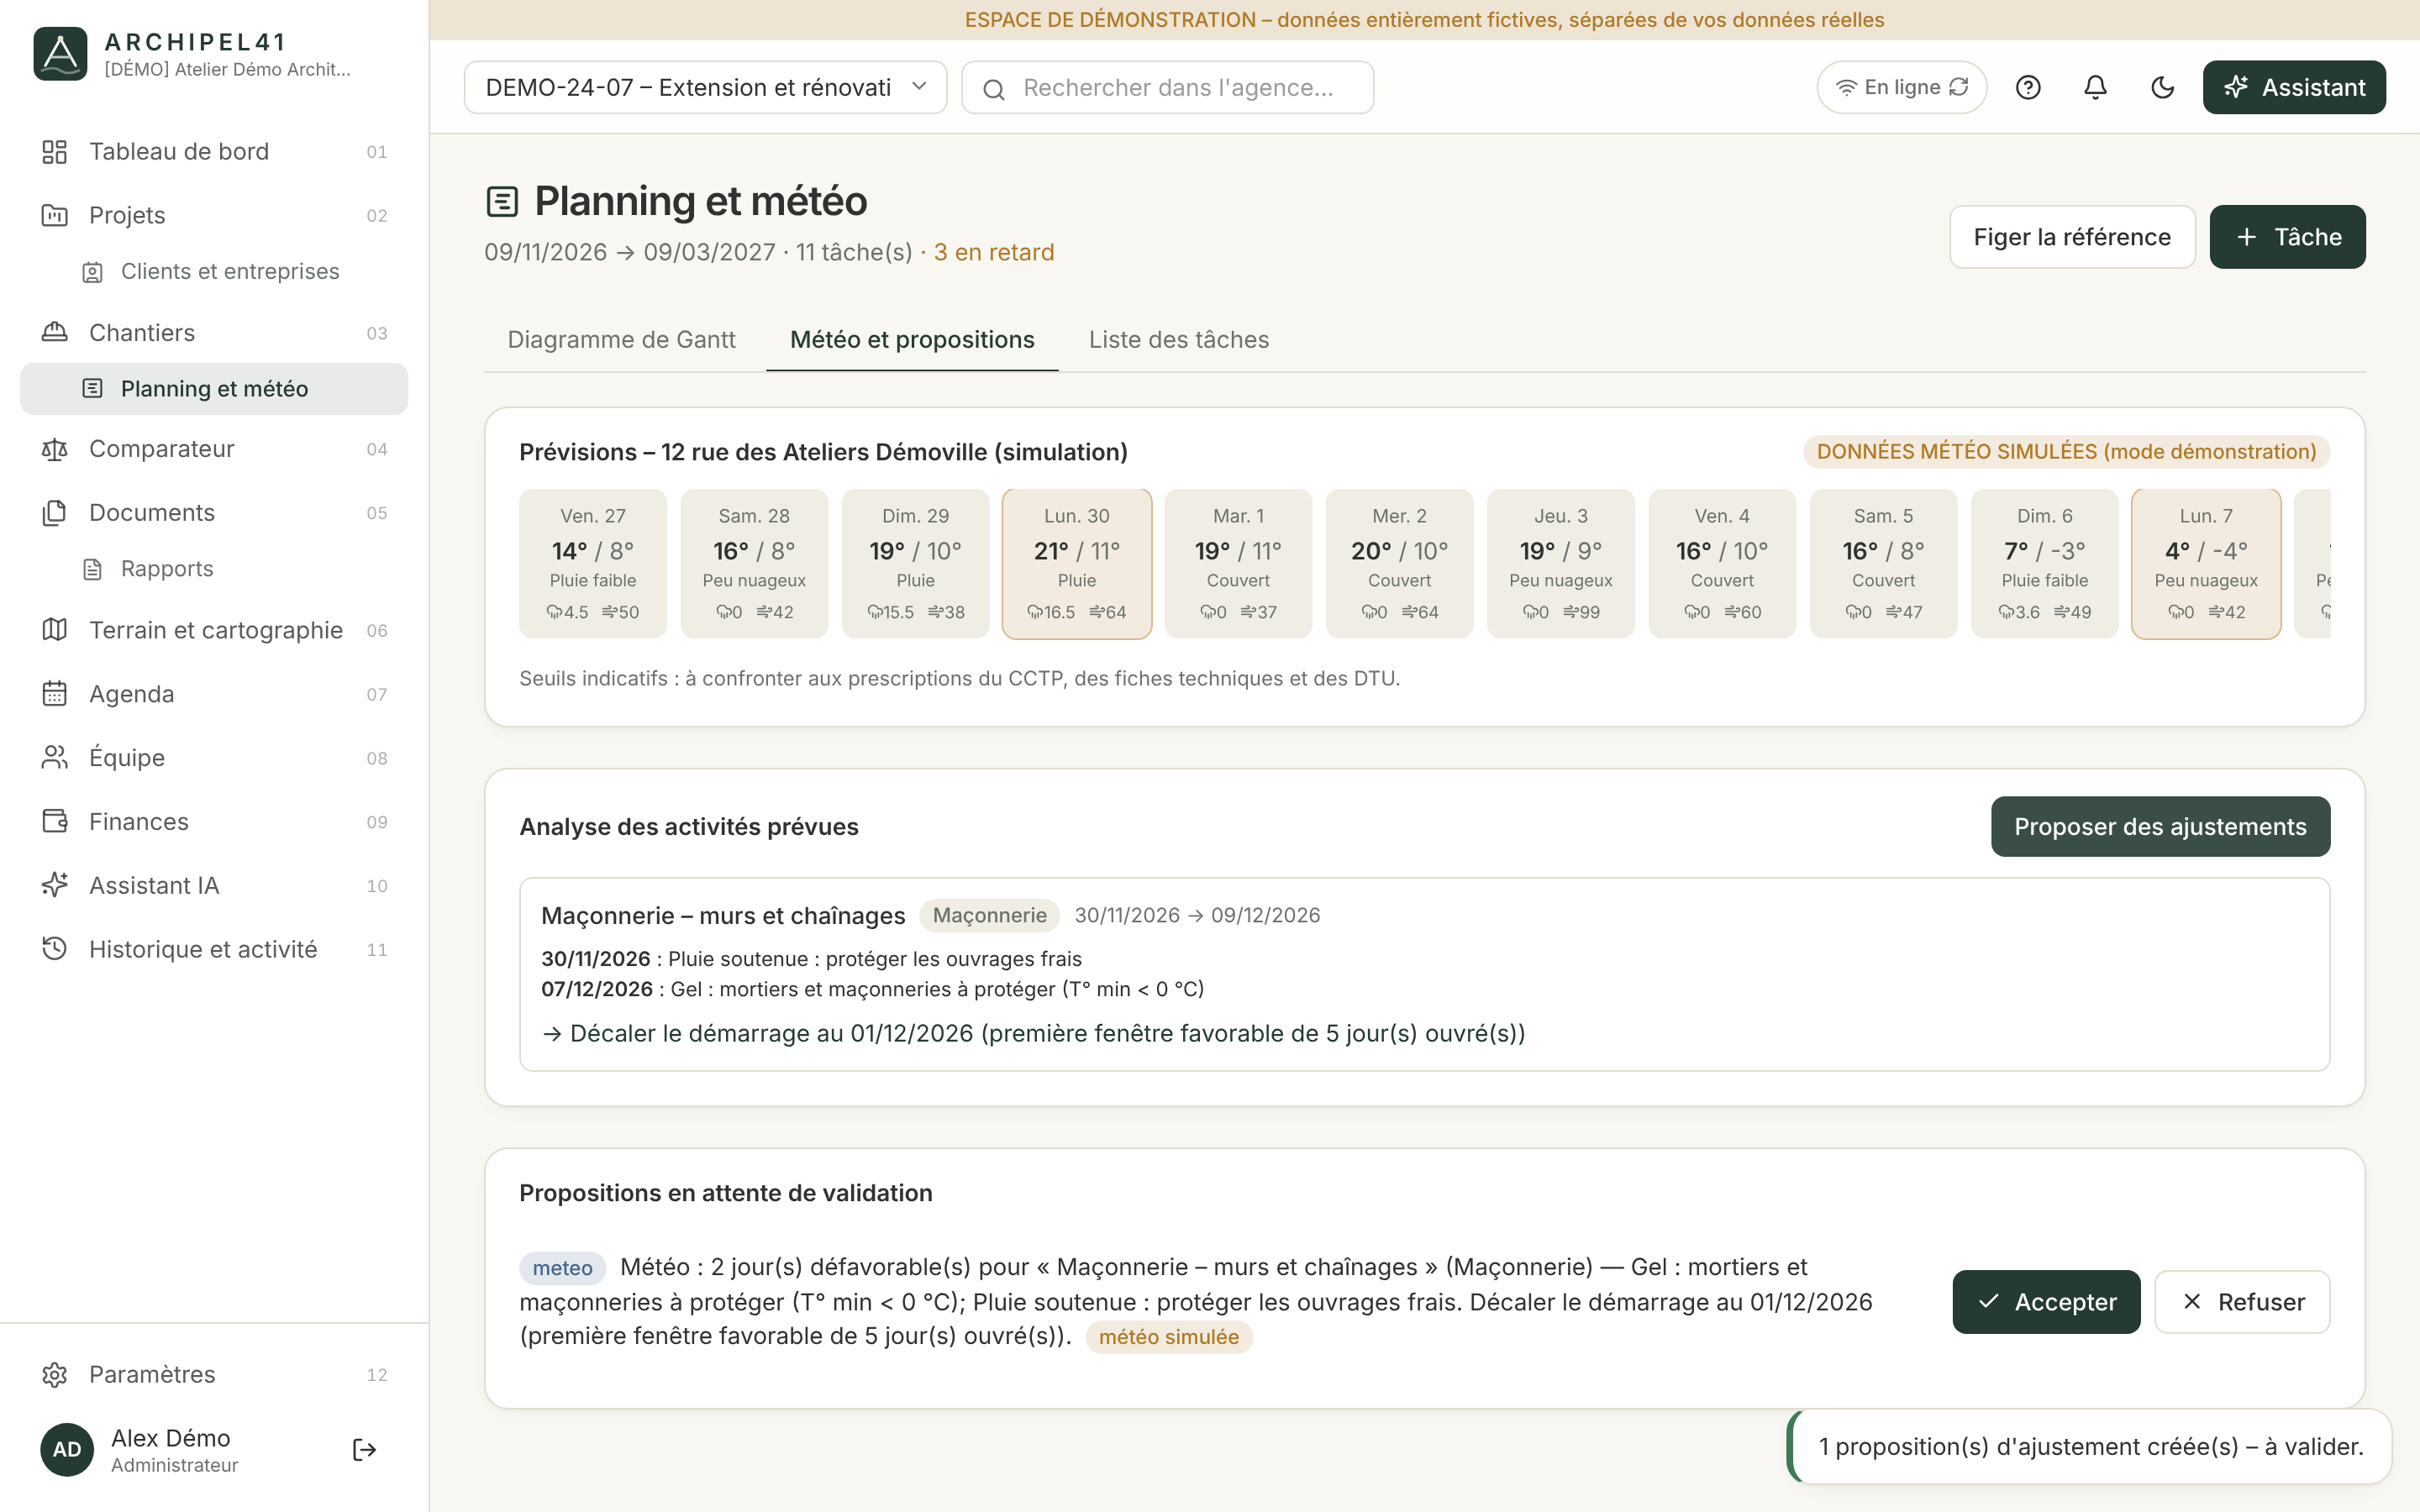 ARCHIPEL41
[DÉMO] Atelier Démo Archit...
Tableau de bord 01
Projets 02
Clients et entreprises
Chantiers 03
Planning et météo
Comparateur 04
Documents 05
Rapports
Terrain et cartographie 06
Agenda 07
Équipe 08
Finances 09
Assistant IA 10
Historique et activité 11
Paramètres 12
AD
Alex Démo
Administrateur
ESPACE DE DÉMONSTRATION – données entièrement fictives, séparées de vos données réelles
DEMO-24-07 – Extension et rénovati
Rechercher dans l'agence...
En ligne
Assistant
Planning et météo
09/11/2026 → 09/03/2027 · 11 tâche(s) · 3 en retard
Figer la référence
+ Tâche
Diagramme de Gantt
Météo et propositions
Liste des tâches
Prévisions – 12 rue des Ateliers Démoville (simulation)
DONNÉES MÉTÉO SIMULÉES (mode démonstration)
Ven. 27
14° / 8°
Pluie faible
4.5 50
Sam. 28
16° / 8°
Peu nuageux
0 42
Dim. 29
19° / 10°
Pluie
15.5 38
Lun. 30
21° / 11°
Pluie
16.5 64
Mar. 1
19° / 11°
Couvert
0 37
Mer. 2
20° / 10°
Couvert
0 64
Jeu. 3
19° / 9°
Peu nuageux
0 99
Ven. 4
16° / 10°
Couvert
0 60
Sam. 5
16° / 8°
Couvert
0 47
Dim. 6
7° / -3°
Pluie faible
3.6 49
Lun. 7
4° / -4°
Peu nuageux
0 42
Seuils indicatifs : à confronter aux prescriptions du CCTP, des fiches techniques et des DTU.
Analyse des activités prévues
Proposer des ajustements
Maçonnerie – murs et chaînages Maçonnerie 30/11/2026 → 09/12/2026
30/11/2026 : Pluie soutenue : protéger les ouvrages frais
07/12/2026 : Gel : mortiers et maçonneries à protéger (T° min < 0 °C)
→ Décaler le démarrage au 01/12/2026 (première fenêtre favorable de 5 jour(s) ouvré(s))
Propositions en attente de validation
meteo Météo : 2 jour(s) défavorable(s) pour « Maçonnerie – murs et chaînages » (Maçonnerie) — Gel : mortiers et
maçonneries à protéger (T° min < 0 °C); Pluie soutenue : protéger les ouvrages frais. Décaler le démarrage au 01/12/2026
(première fenêtre favorable de 5 jour(s) ouvré(s)). météo simulée
Accepter
Refuser
1 proposition(s) d'ajustement créée(s) – à valider.